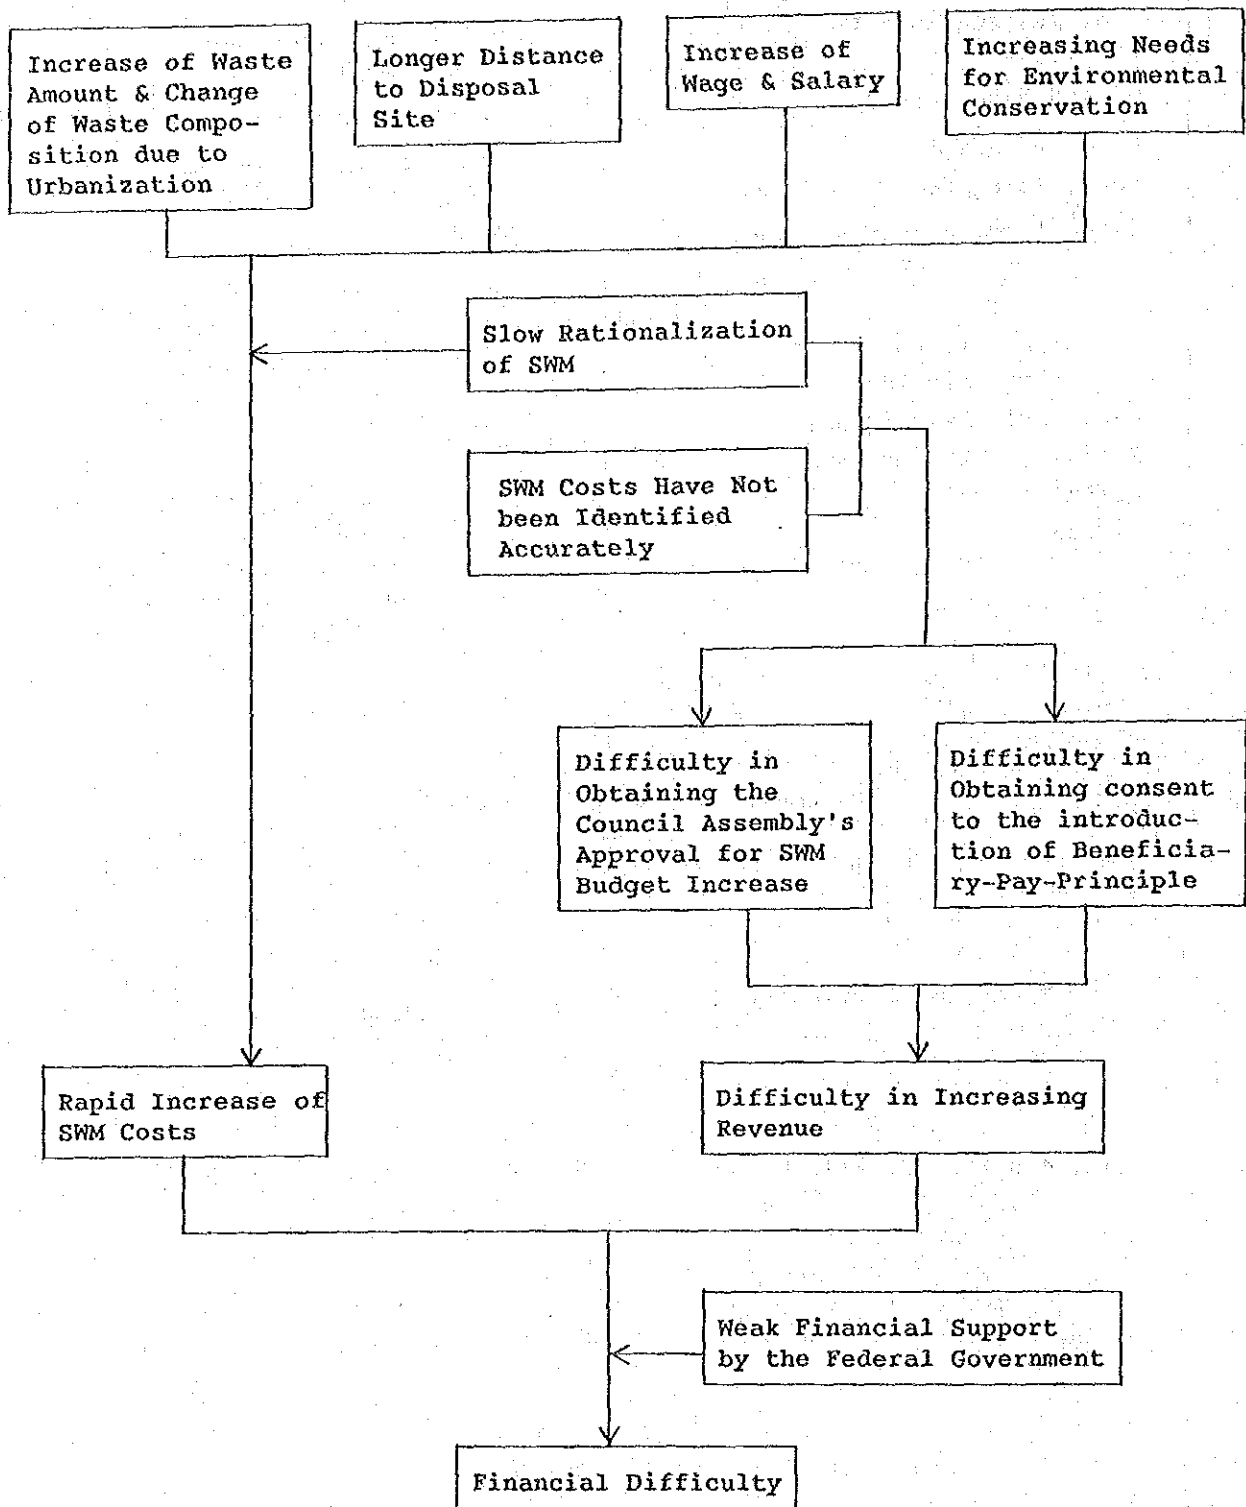 Increase of Waste
Amount & Change
of Waste Compo-
sition due to
Urbanization
Longer Distance
to Disposal
Site
Increase of
Wage & Salary
Increasing Needs
for Environmental
Conservation
Slow Rationalization
of SWM
SWM Costs Have Not
been Identified
Accurately
Difficulty in
Obtaining the
Council Assembly's
Approval for SWM
Budget Increase
Difficulty in
Obtaining consent
to the introduc-
tion of Beneficia-
ry-Pay-Principle
Rapid Increase of
SWM Costs
Difficulty in Increasing
Revenue
Weak Financial Support
by the Federal Government
Financial Difficulty